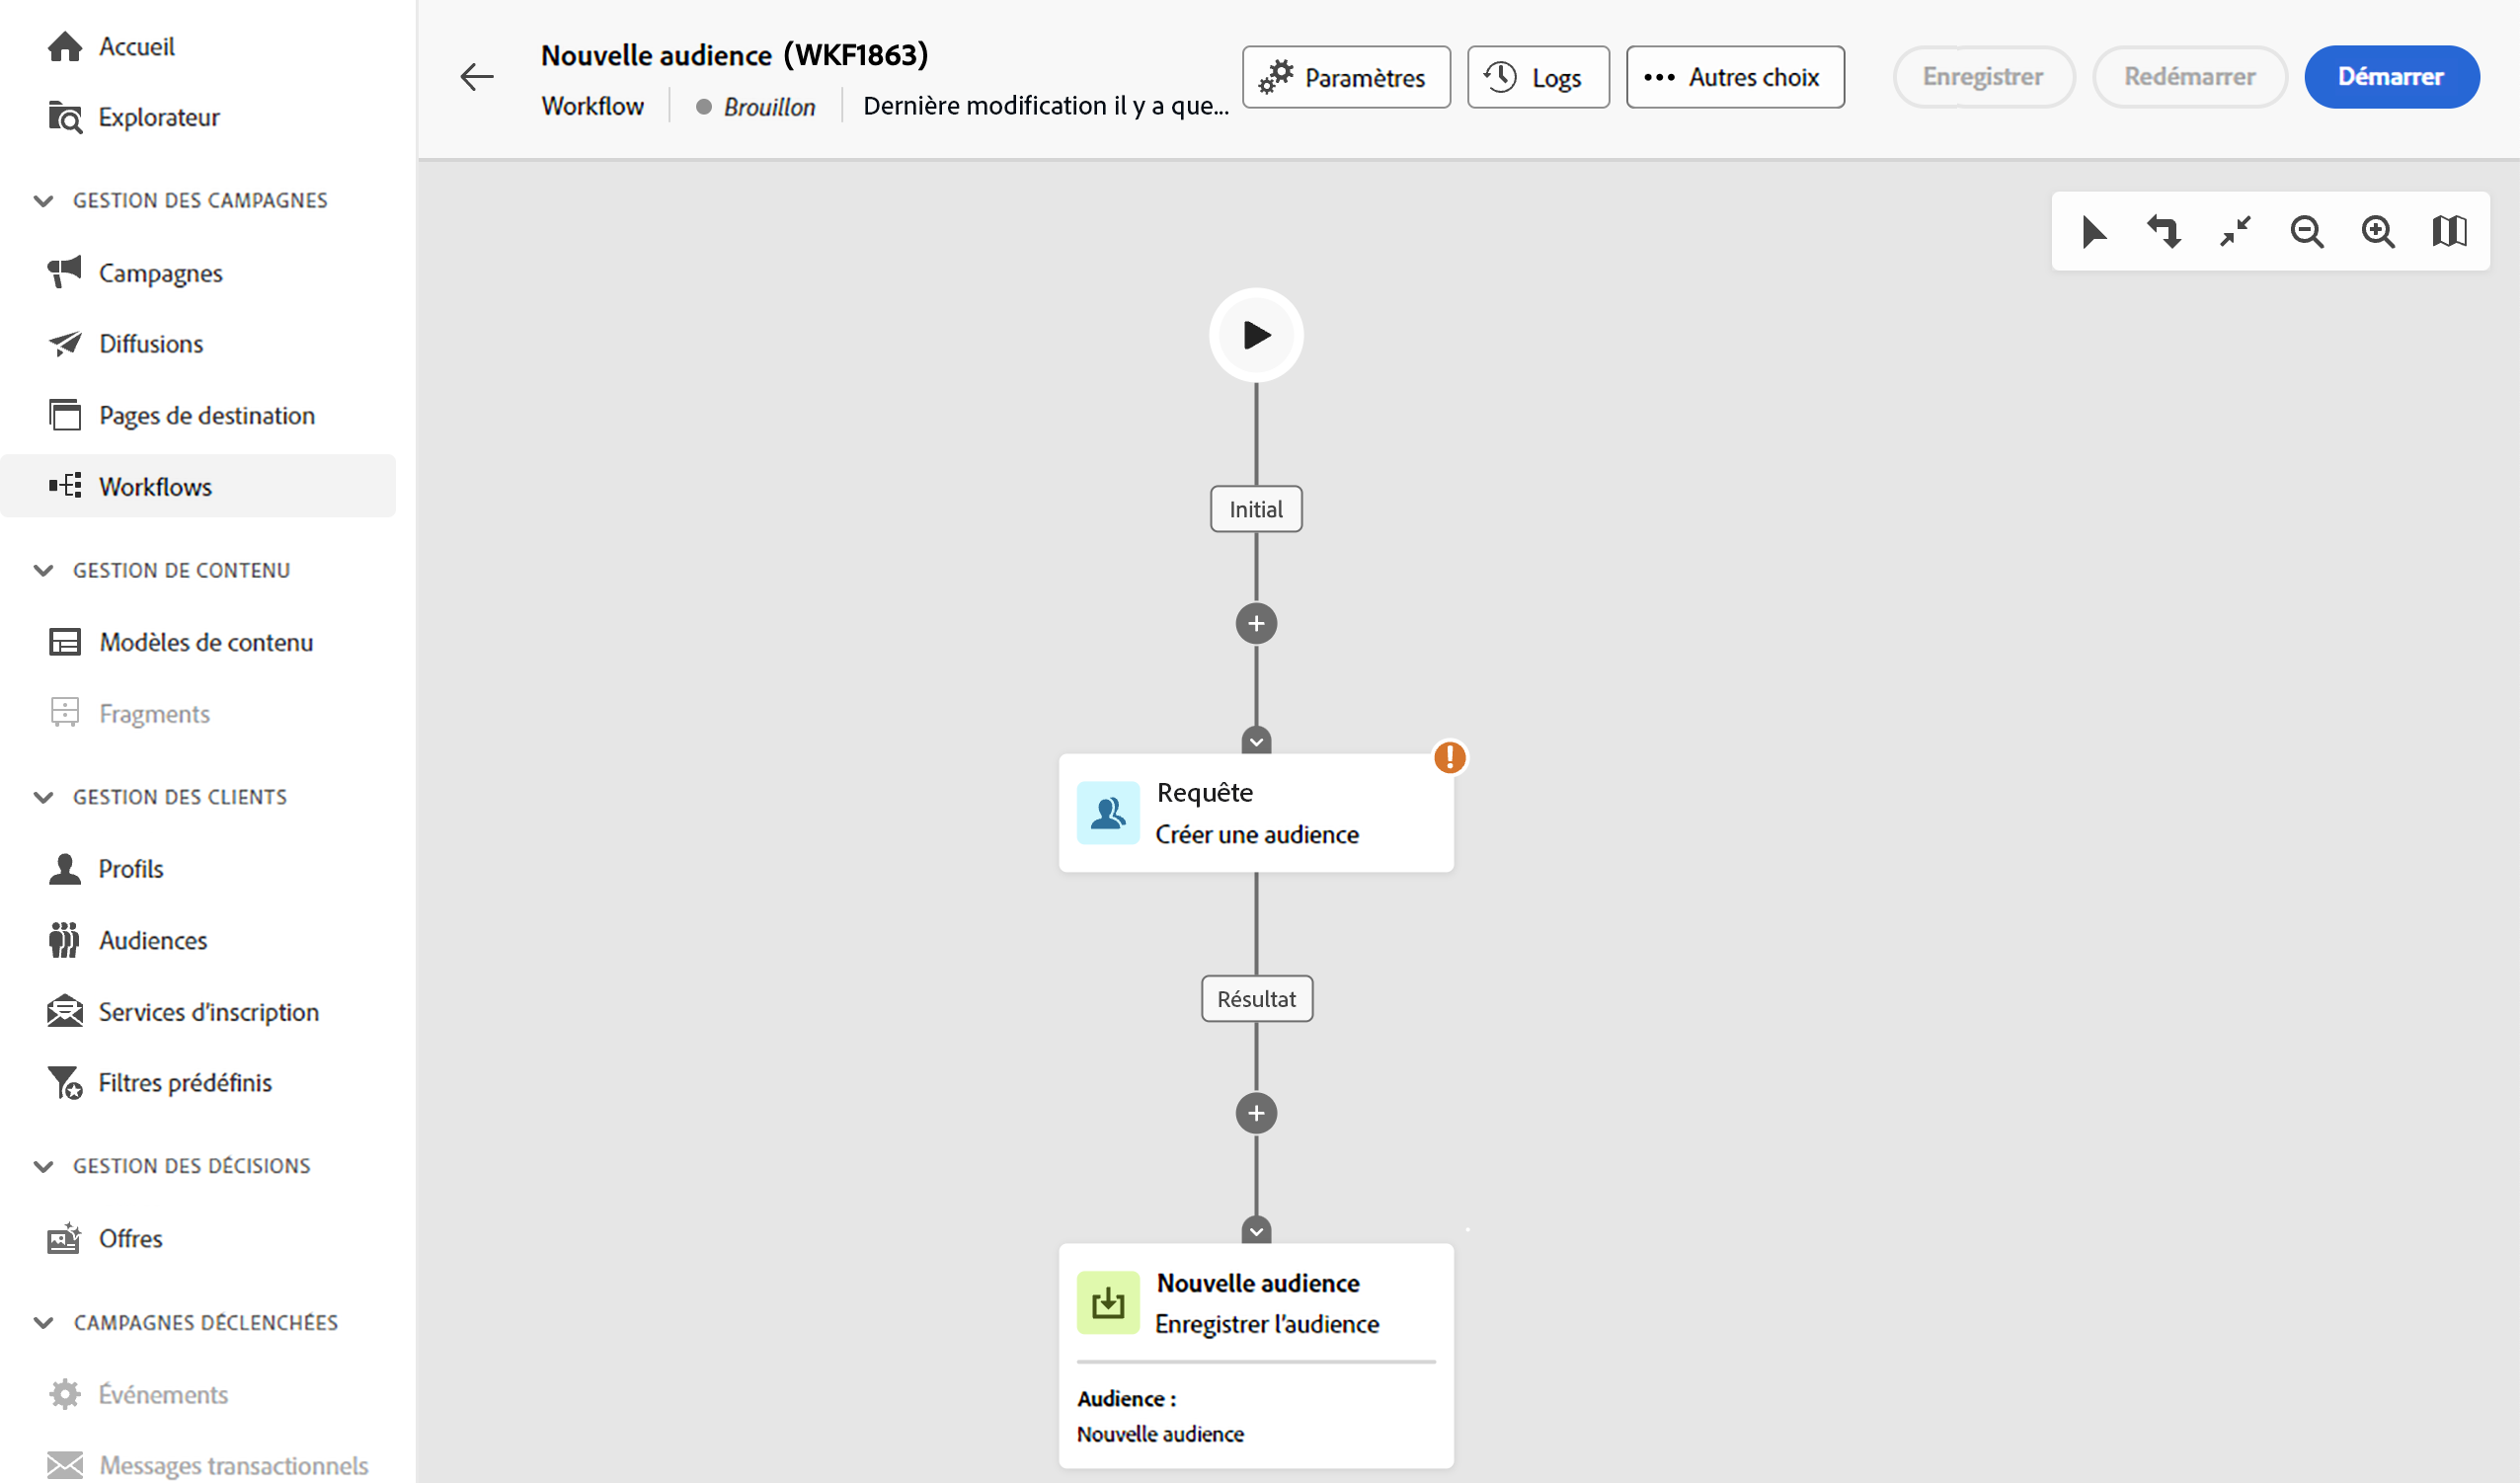 Accueil
Explorateur
GESTION DES CAMPAGNES
Campagnes
Diffusions
Pages de destination
Workflows
GESTION DE CONTENU
Modèles de contenu
Fragments
GESTION DES CLIENTS
Profils
Audiences
Services d’inscription
Filtres prédéfinis
GESTION DES DÉCISIONS
Offres
CAMPAGNES DÉCLENCHÉES
Événements
Messages transactionnels
Nouvelle audience (WKF1863)
Workflow Brouillon Dernière modification il y a que...
Paramètres
Logs
Autres choix
Enregistrer
Redémarrer
Démarrer
Initial
Requête
Créer une audience
Résultat
Nouvelle audience
Enregistrer l’audience
Audience :
Nouvelle audience